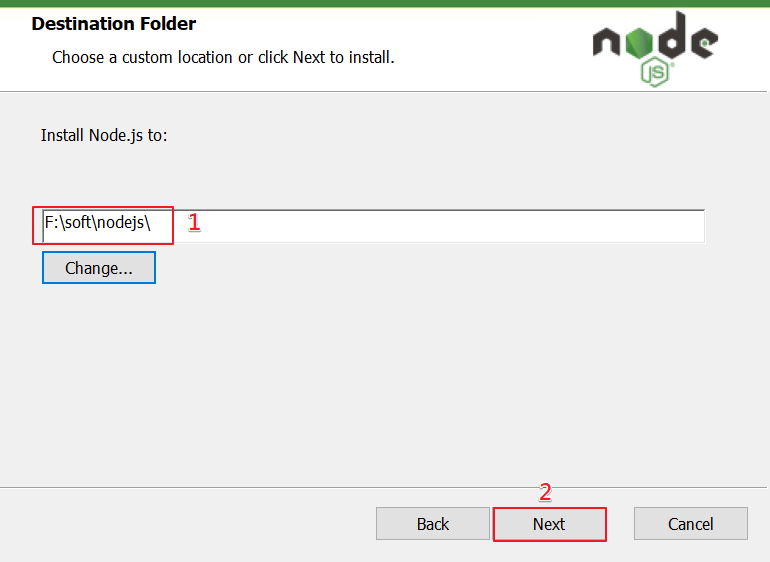 Destination Folder
Choose a custom location or click Next to install.
node
JS
Install Node.js to:
F:\soft\nodejs\
1
Change...
2
Back
Next
Cancel